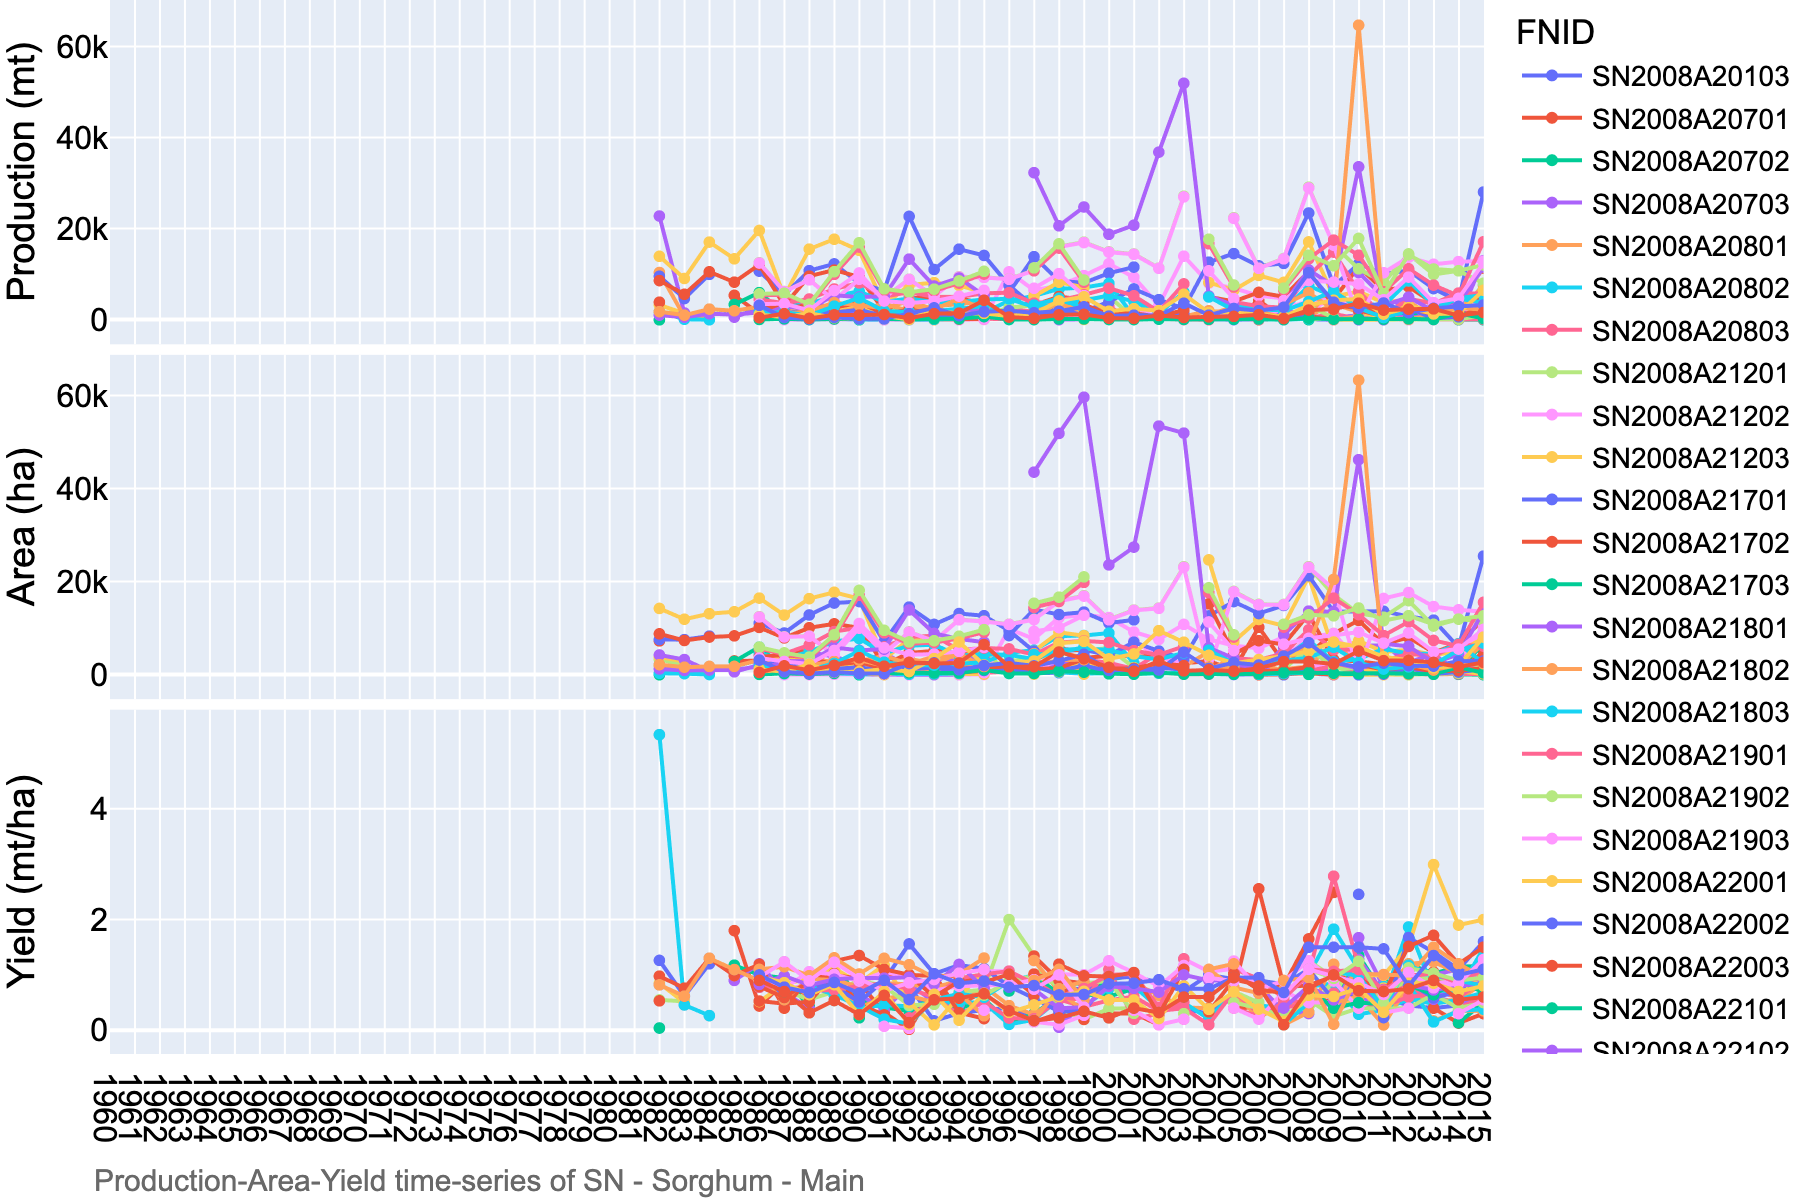 Production (mt)
60k
40k
20k
0
Area (ha)
60k
40k
20k
0
Yield (mt/ha)
4
2
0
1960
1961
1962
1963
1964
1965
1966
1967
1968
1969
1970
1971
1972
1973
1974
1975
1976
1977
1978
1979
1980
1981
1982
1983
1984
1985
1986
1987
1988
1989
1990
1991
1992
1993
1994
1995
1996
1997
1998
1999
2000
2001
2002
2003
2004
2005
2006
2007
2008
2009
2010
2011
2012
2013
2014
2015
Production-Area-Yield time-series of SN - Sorghum - Main
FNID
SN2008A20103
SN2008A20701
SN2008A20702
SN2008A20703
SN2008A20801
SN2008A20802
SN2008A20803
SN2008A21201
SN2008A21202
SN2008A21203
SN2008A21701
SN2008A21702
SN2008A21703
SN2008A21801
SN2008A21802
SN2008A21803
SN2008A21901
SN2008A21902
SN2008A21903
SN2008A22001
SN2008A22002
SN2008A22003
SN2008A22101
SN2008A22102